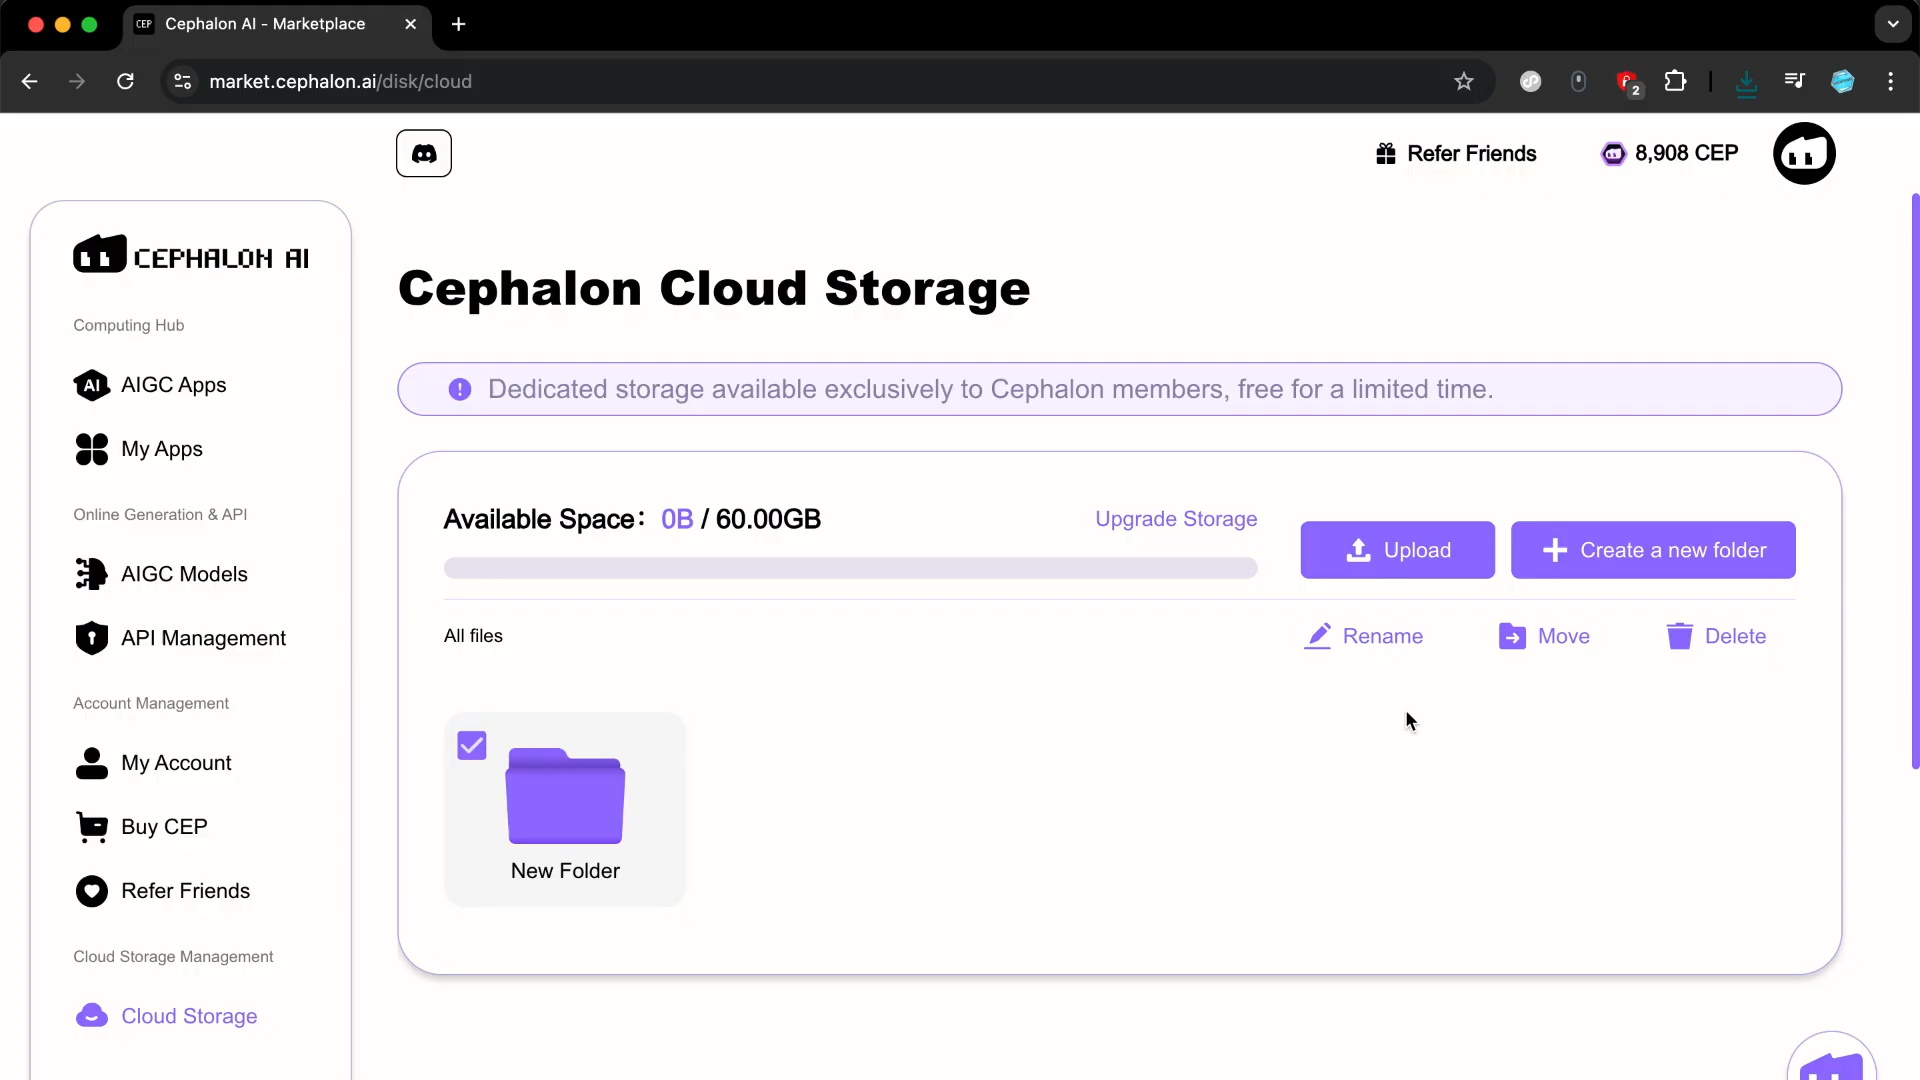 CEP Cephalon AI - Marketplace
market.cephalon.ai/disk/cloud
2
Refer Friends
8,908 CEP
CEPHALON AI
Computing Hub
AI AIGC Apps
My Apps
Online Generation & API
AIGC Models
API Management
Account Management
My Account
Buy CEP
Refer Friends
Cloud Storage Management
Cloud Storage
Cephalon Cloud Storage
Dedicated storage available exclusively to Cephalon members, free for a limited time.
Available Space: 0B / 60.00GB
Upgrade Storage
Upload
Create a new folder
All files
Rename
Move
Delete
New Folder